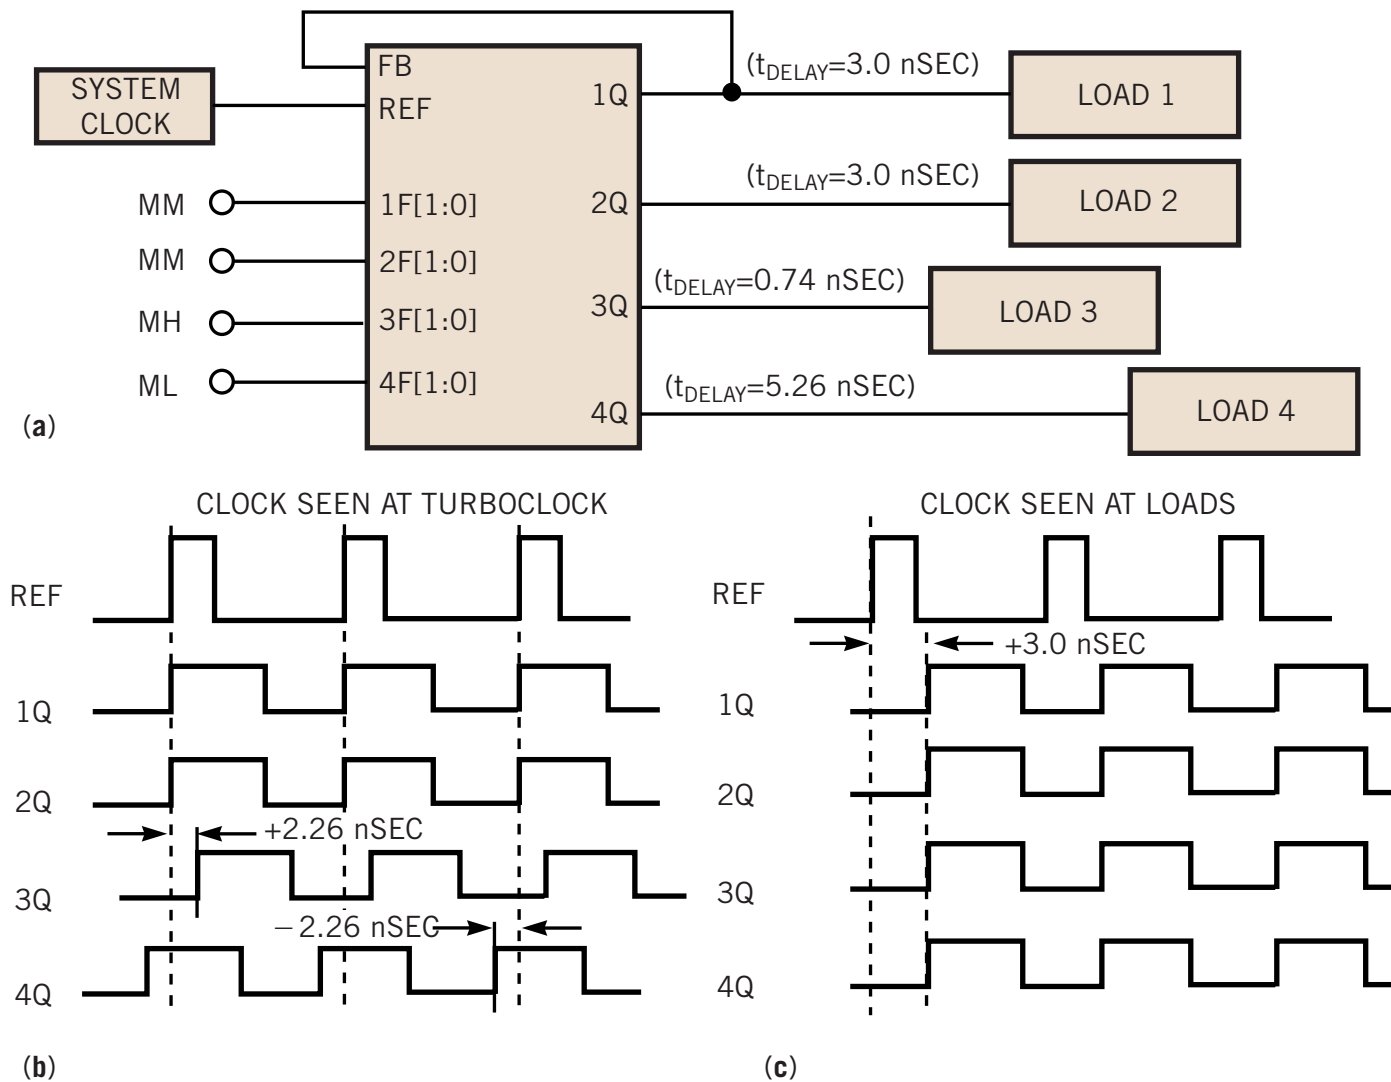 SYSTEM
CLOCK
FB
REF
1F[1:0]
2F[1:0]
3F[1:0]
4F[1:0]
MM
MM
MH
ML
1Q
2Q
3Q
4Q
(tDELAY=3.0 nSEC)
LOAD 1
(tDELAY=3.0 nSEC)
LOAD 2
(tDELAY=0.74 nSEC)
LOAD 3
(tDELAY=5.26 nSEC)
LOAD 4
(a)
CLOCK SEEN AT TURBOCLOCK
REF
1Q
2Q
+2.26 nSEC
3Q
−2.26 nSEC
4Q
(b)
CLOCK SEEN AT LOADS
REF
+3.0 nSEC
1Q
2Q
3Q
4Q
(c)